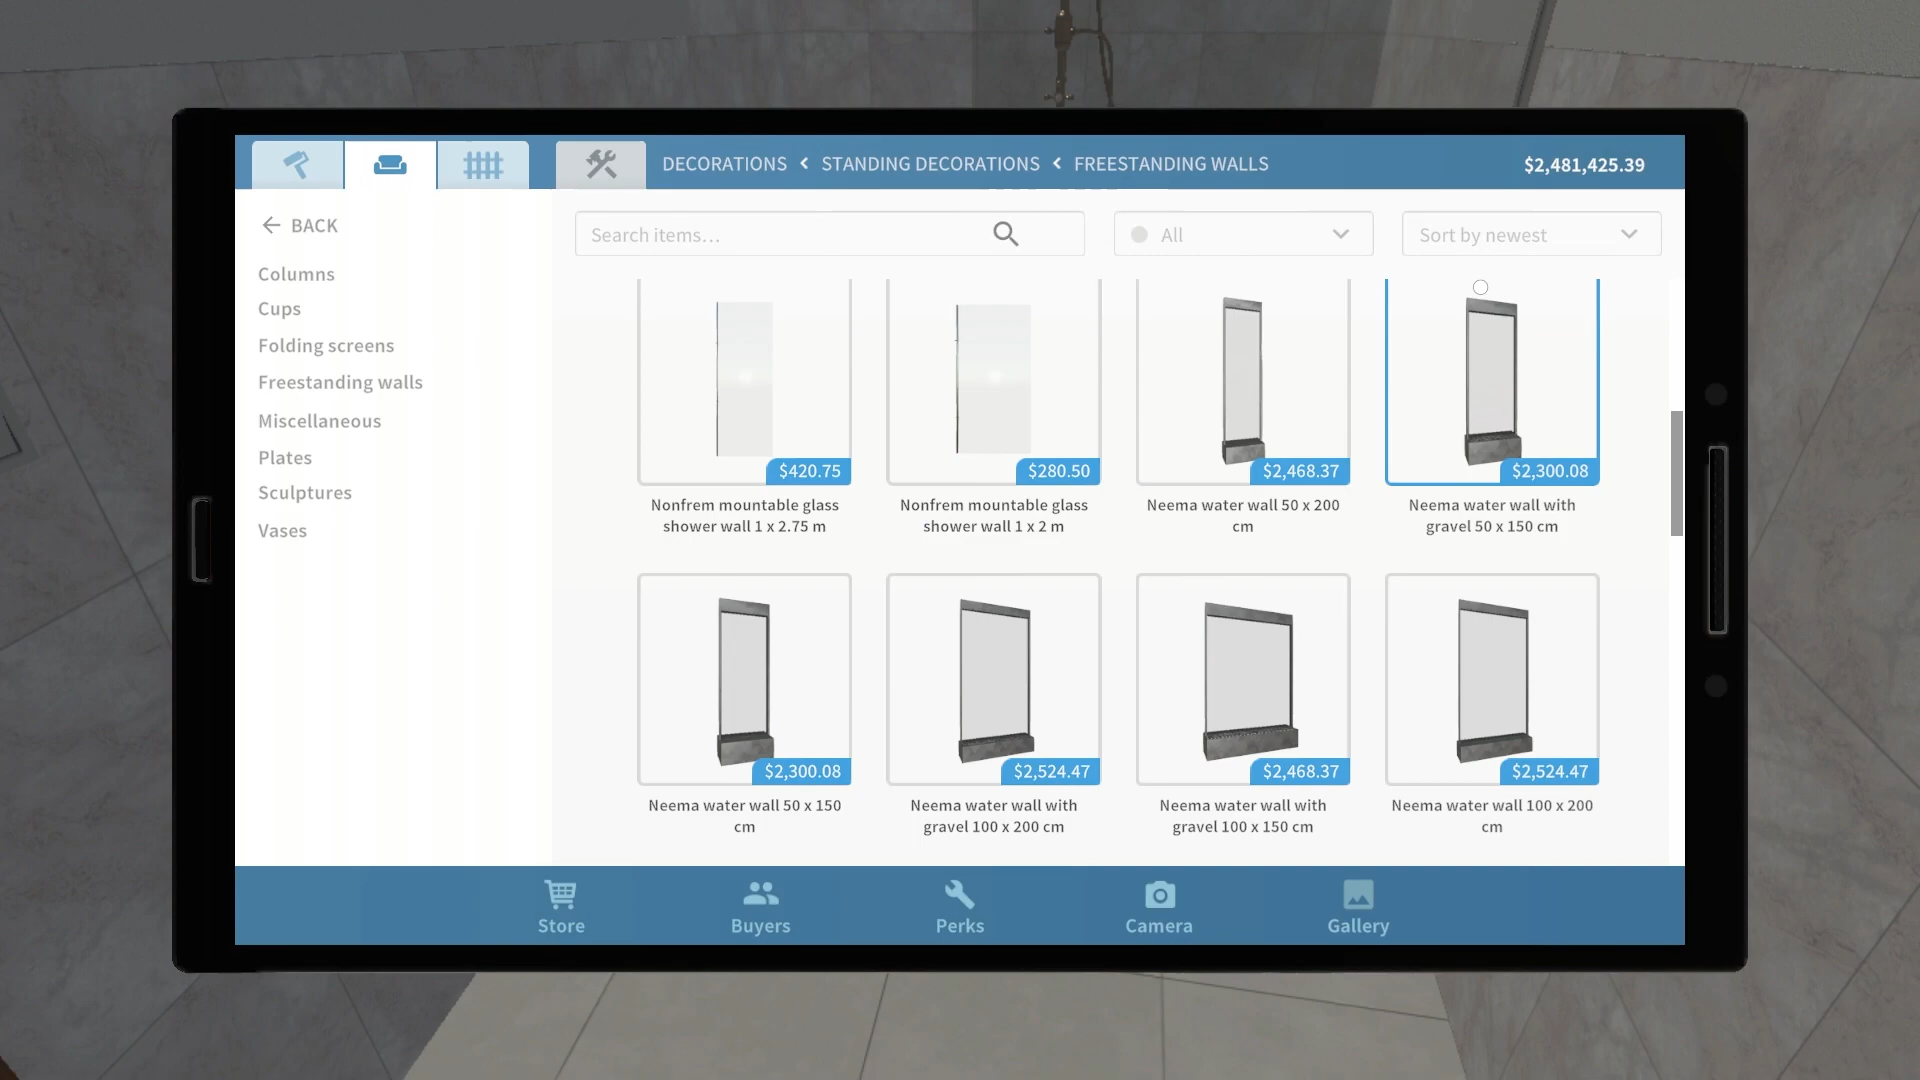 DECORATIONS < STANDING DECORATIONS < FREESTANDING WALLS
$2,481,425.39
BACK
Search items...
All
Sort by newest
Columns
Cups
Folding screens
Freestanding walls
Miscellaneous
Plates
Sculptures
Vases
$420.75
$280.50
$2,468.37
$2,300.08
Nonfrem mountable glass
shower wall 1 x 2.75 m
Nonfrem mountable glass
shower wall 1 x 2 m
Neema water wall 50 x 200
cm
Neema water wall with
gravel 50 x 150 cm
$2,300.08
$2,524.47
$2,468.37
$2,524.47
Neema water wall 50 x 150
cm
Neema water wall with
gravel 100 x 200 cm
Neema water wall with
gravel 100 x 150 cm
Neema water wall 100 x 200
cm
Store
Buyers
Perks
Camera
Gallery